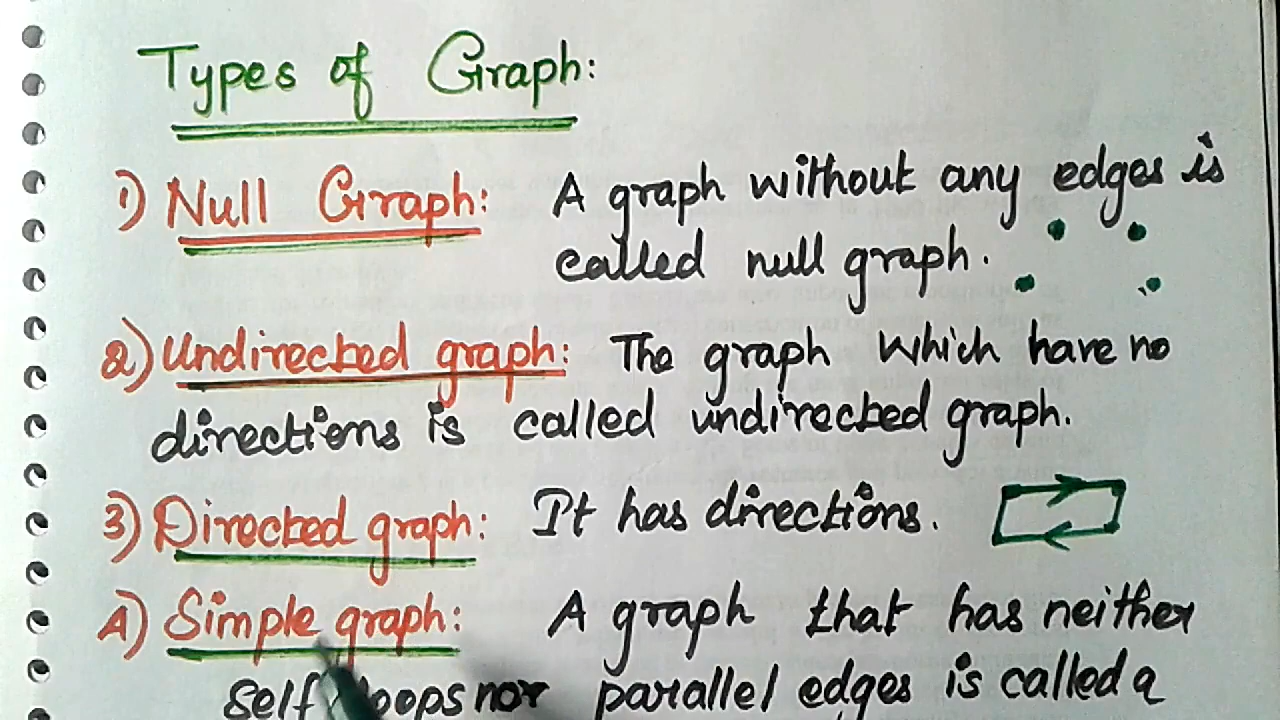 Types of Graph:
1) Null Graph: A graph without any edges is
called null graph.
2) Undirected graph: The graph which have no
directions is called undirected graph.
3) Directed graph: It has directions.
4) Simple graph: A graph that has neither
self loops nor parallel edges is called a